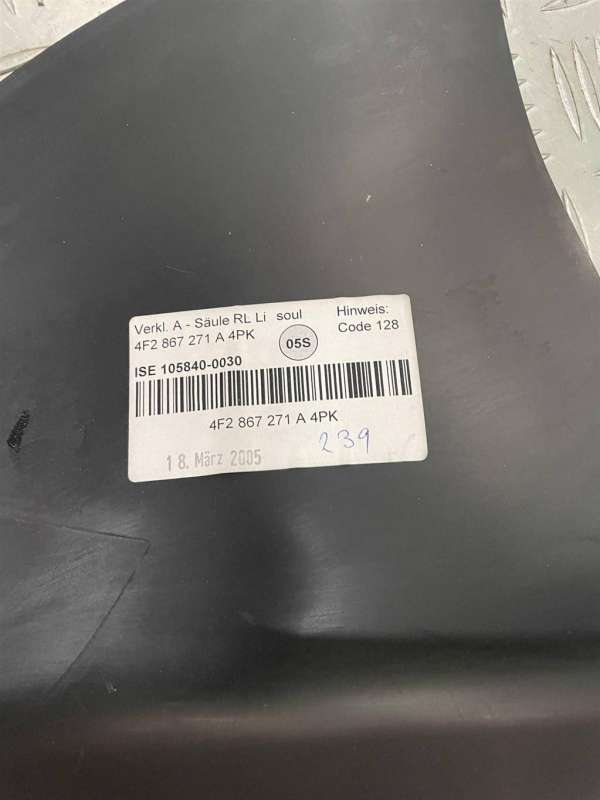 Verkl. A - Säule RL Li soul
Hinweis:
4F2 867 271 A 4PK
05S
Code 128
ISE 105840-0030
4F2 867 271 A 4PK
18. März 2005
239